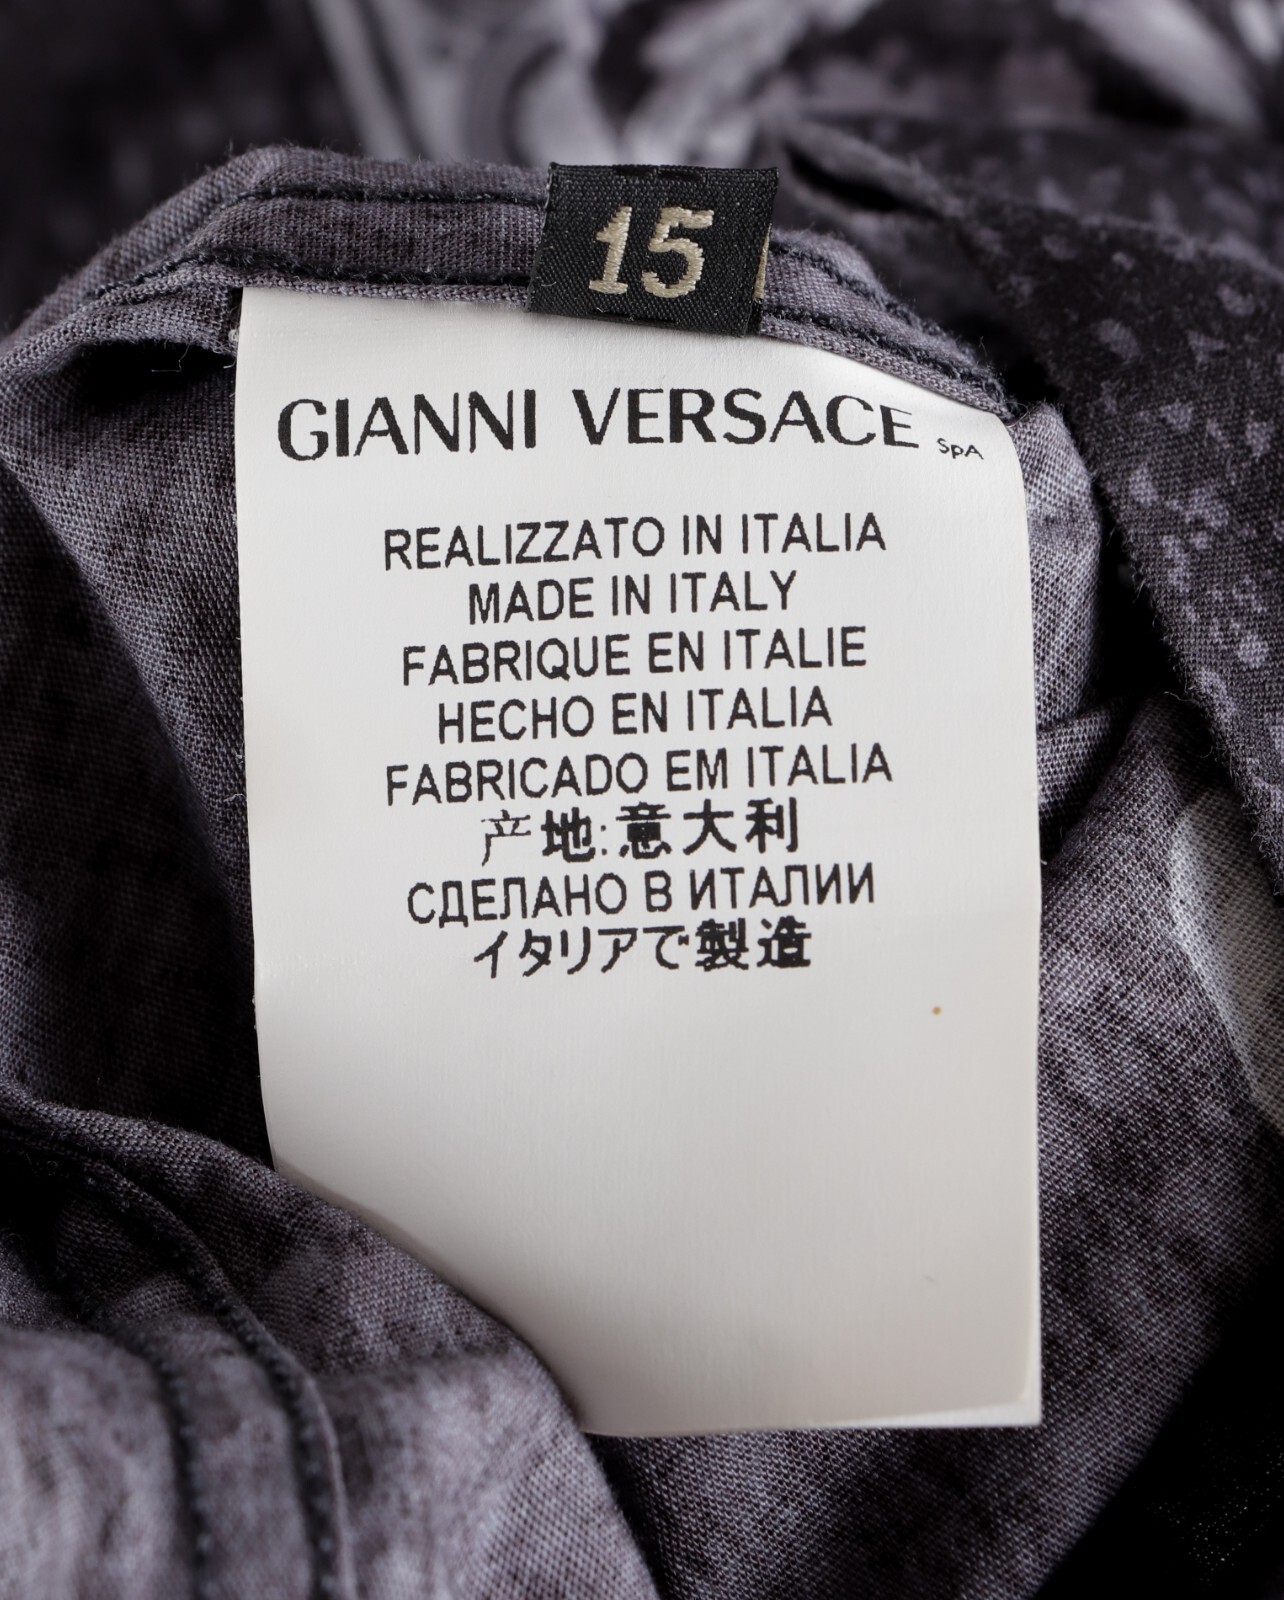 15
GIANNI VERSACE SpA
REALIZZATO IN ITALIA
MADE IN ITALY
FABRIQUE EN ITALIE
HECHO EN ITALIA
FABRICADO EM ITALIA
产地:意大利
СДЕЛАНО В ИТАЛИИ
イタリアで製造